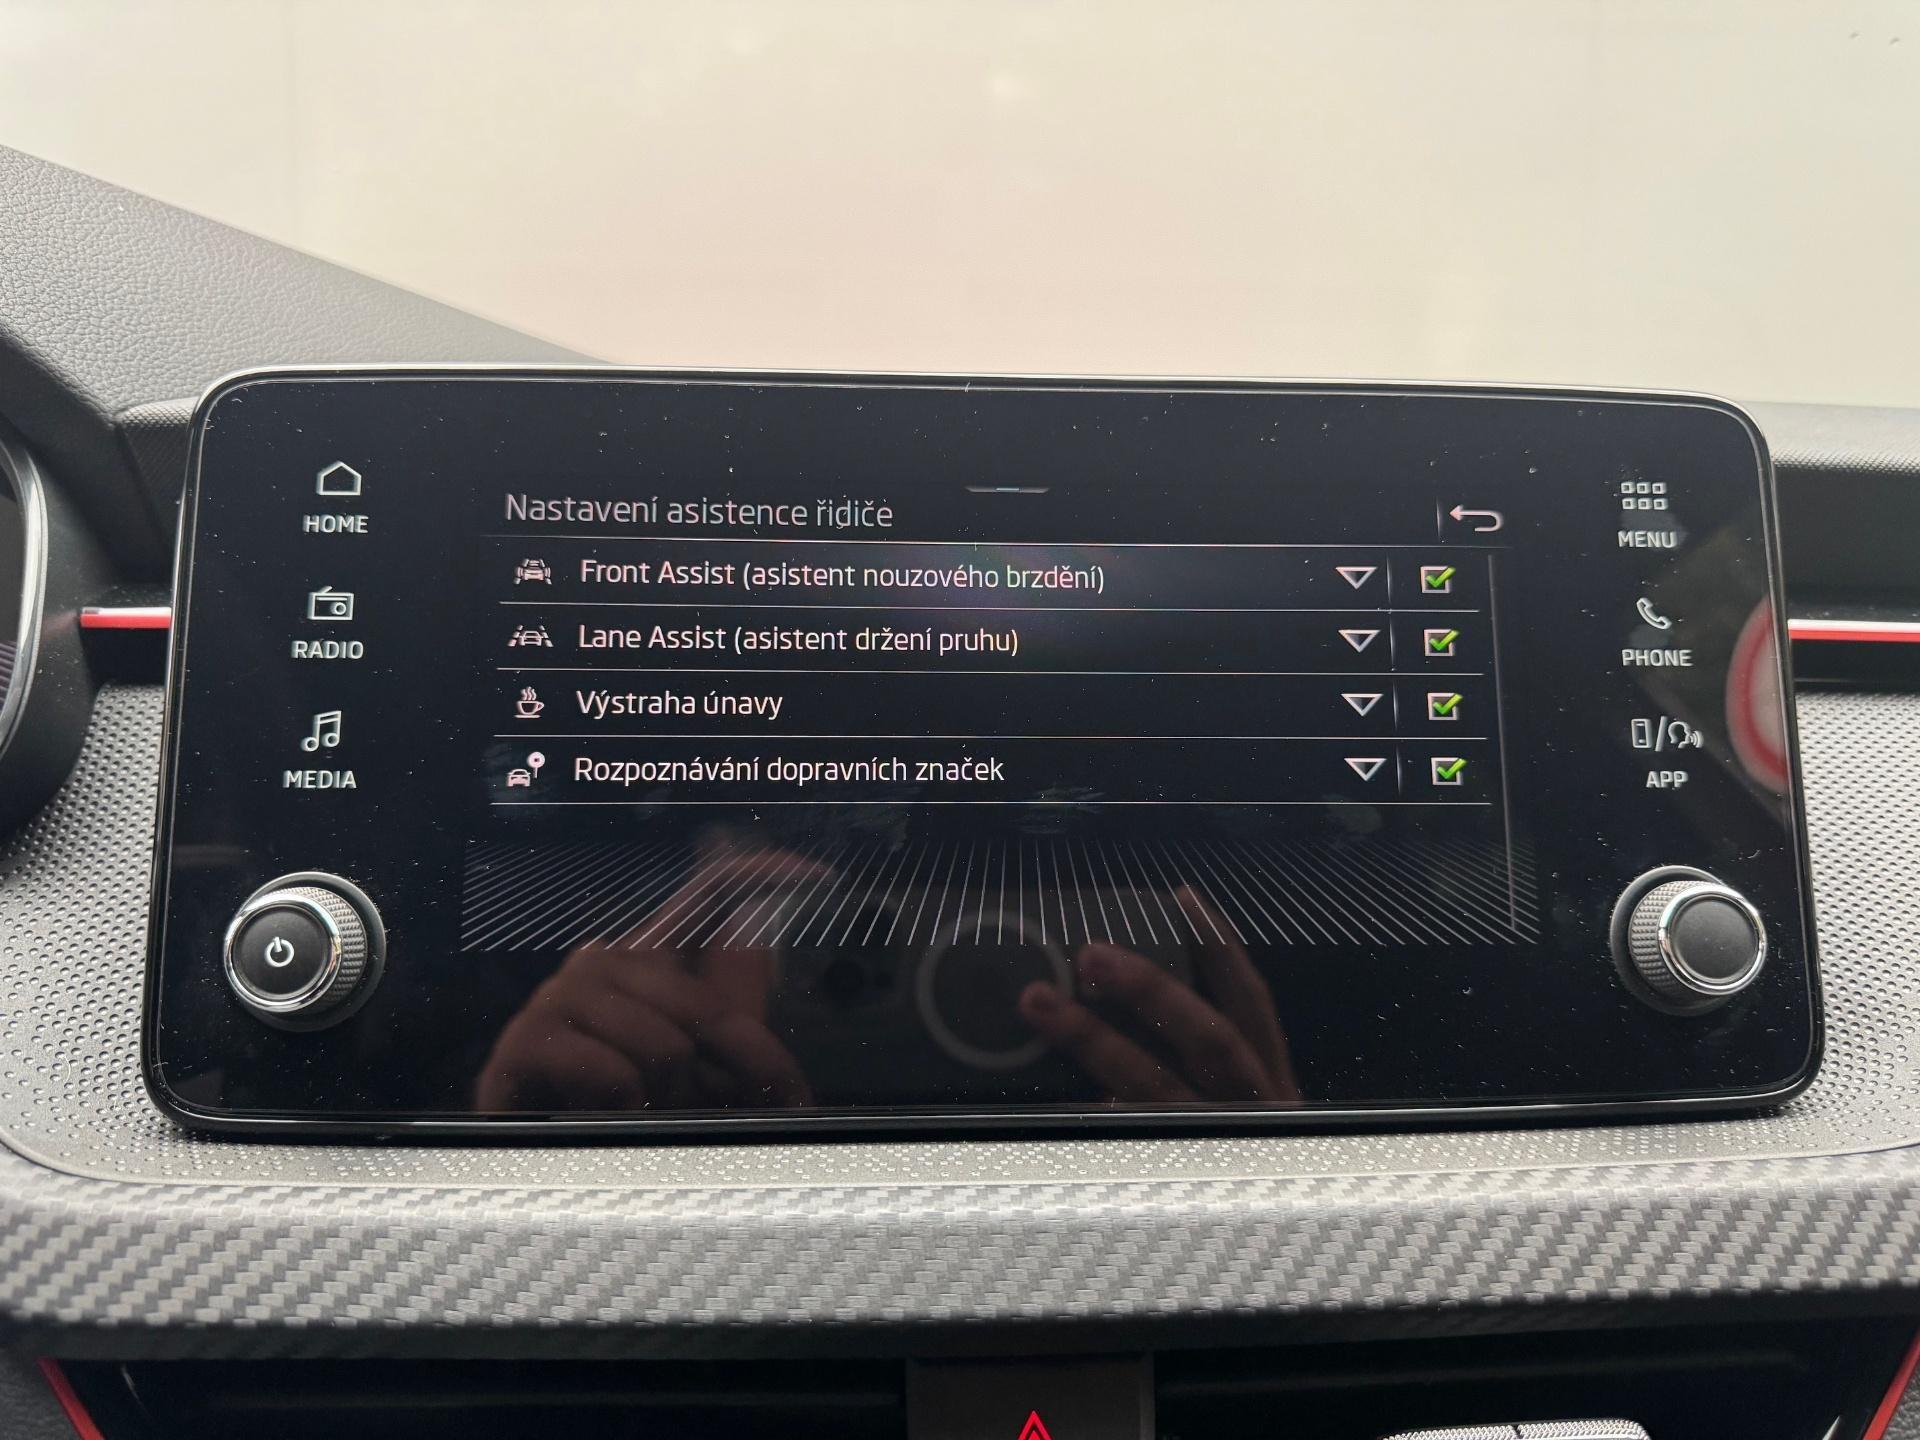 HOME
RADIO
MEDIA
Nastavení asistence řidiče
Front Assist (asistent nouzového brzdění)
Lane Assist (asistent držení pruhu)
Výstraha únavy
Rozpoznávání dopravních značek
MENU
PHONE
APP